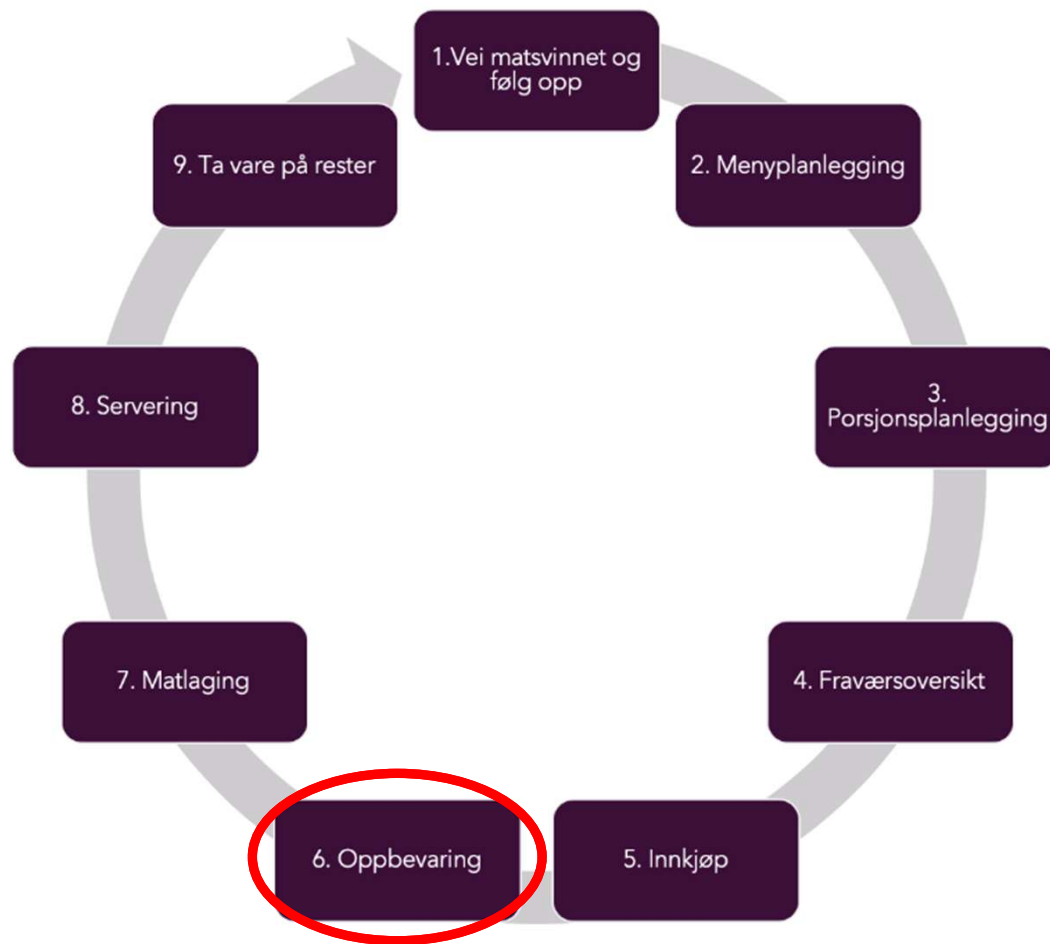 1.Vei matsvinnet og
følg opp
2. Menyplanlegging
3.
Porsjonsplanlegging
4. Fraværsoversikt
5. Innkjøp
6. Oppbevaring
7. Matlaging
8. Servering
9. Ta vare på rester